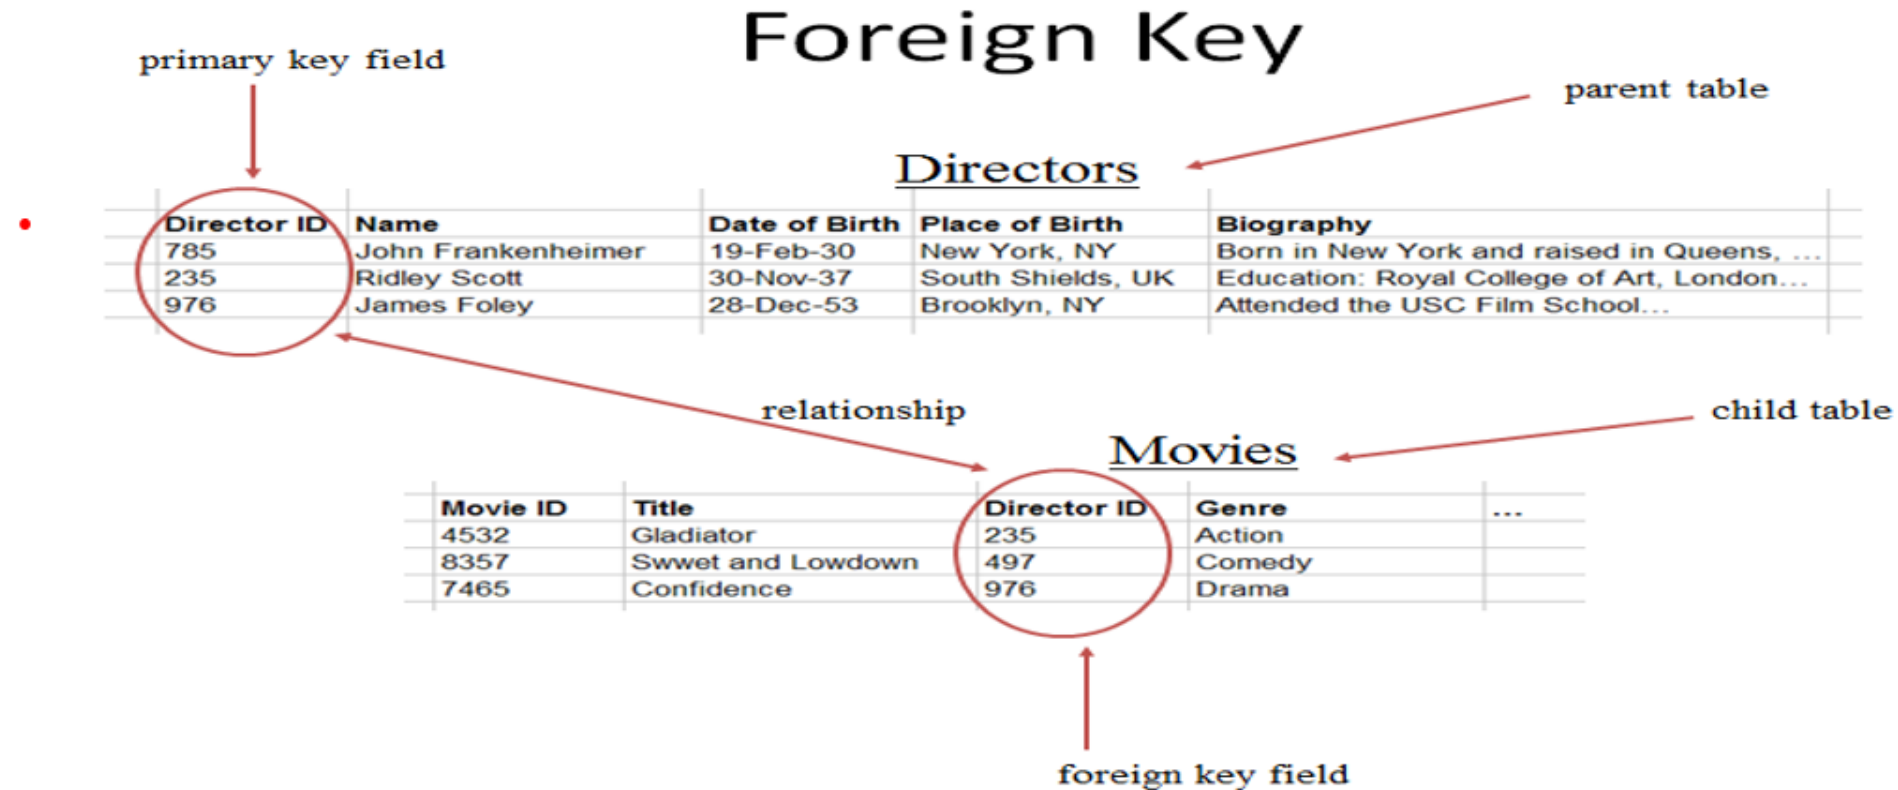 Foreign Key
primary key field
parent table
Directors
Director ID Name Date of Birth Place of Birth Biography
785 John Frankenheimer 19-Feb-30 New York, NY Born in New York and raised in Queens, ...
235 Ridley Scott 30-Nov-37 South Shields, UK Education: Royal College of Art, London...
976 James Foley 28-Dec-53 Brooklyn, NY Attended the USC Film School...
relationship
child table
Movies
Movie ID Title Director ID Genre ...
4532 Gladiator 235 Action
8357 Swwet and Lowdown 497 Comedy
7465 Confidence 976 Drama
foreign key field